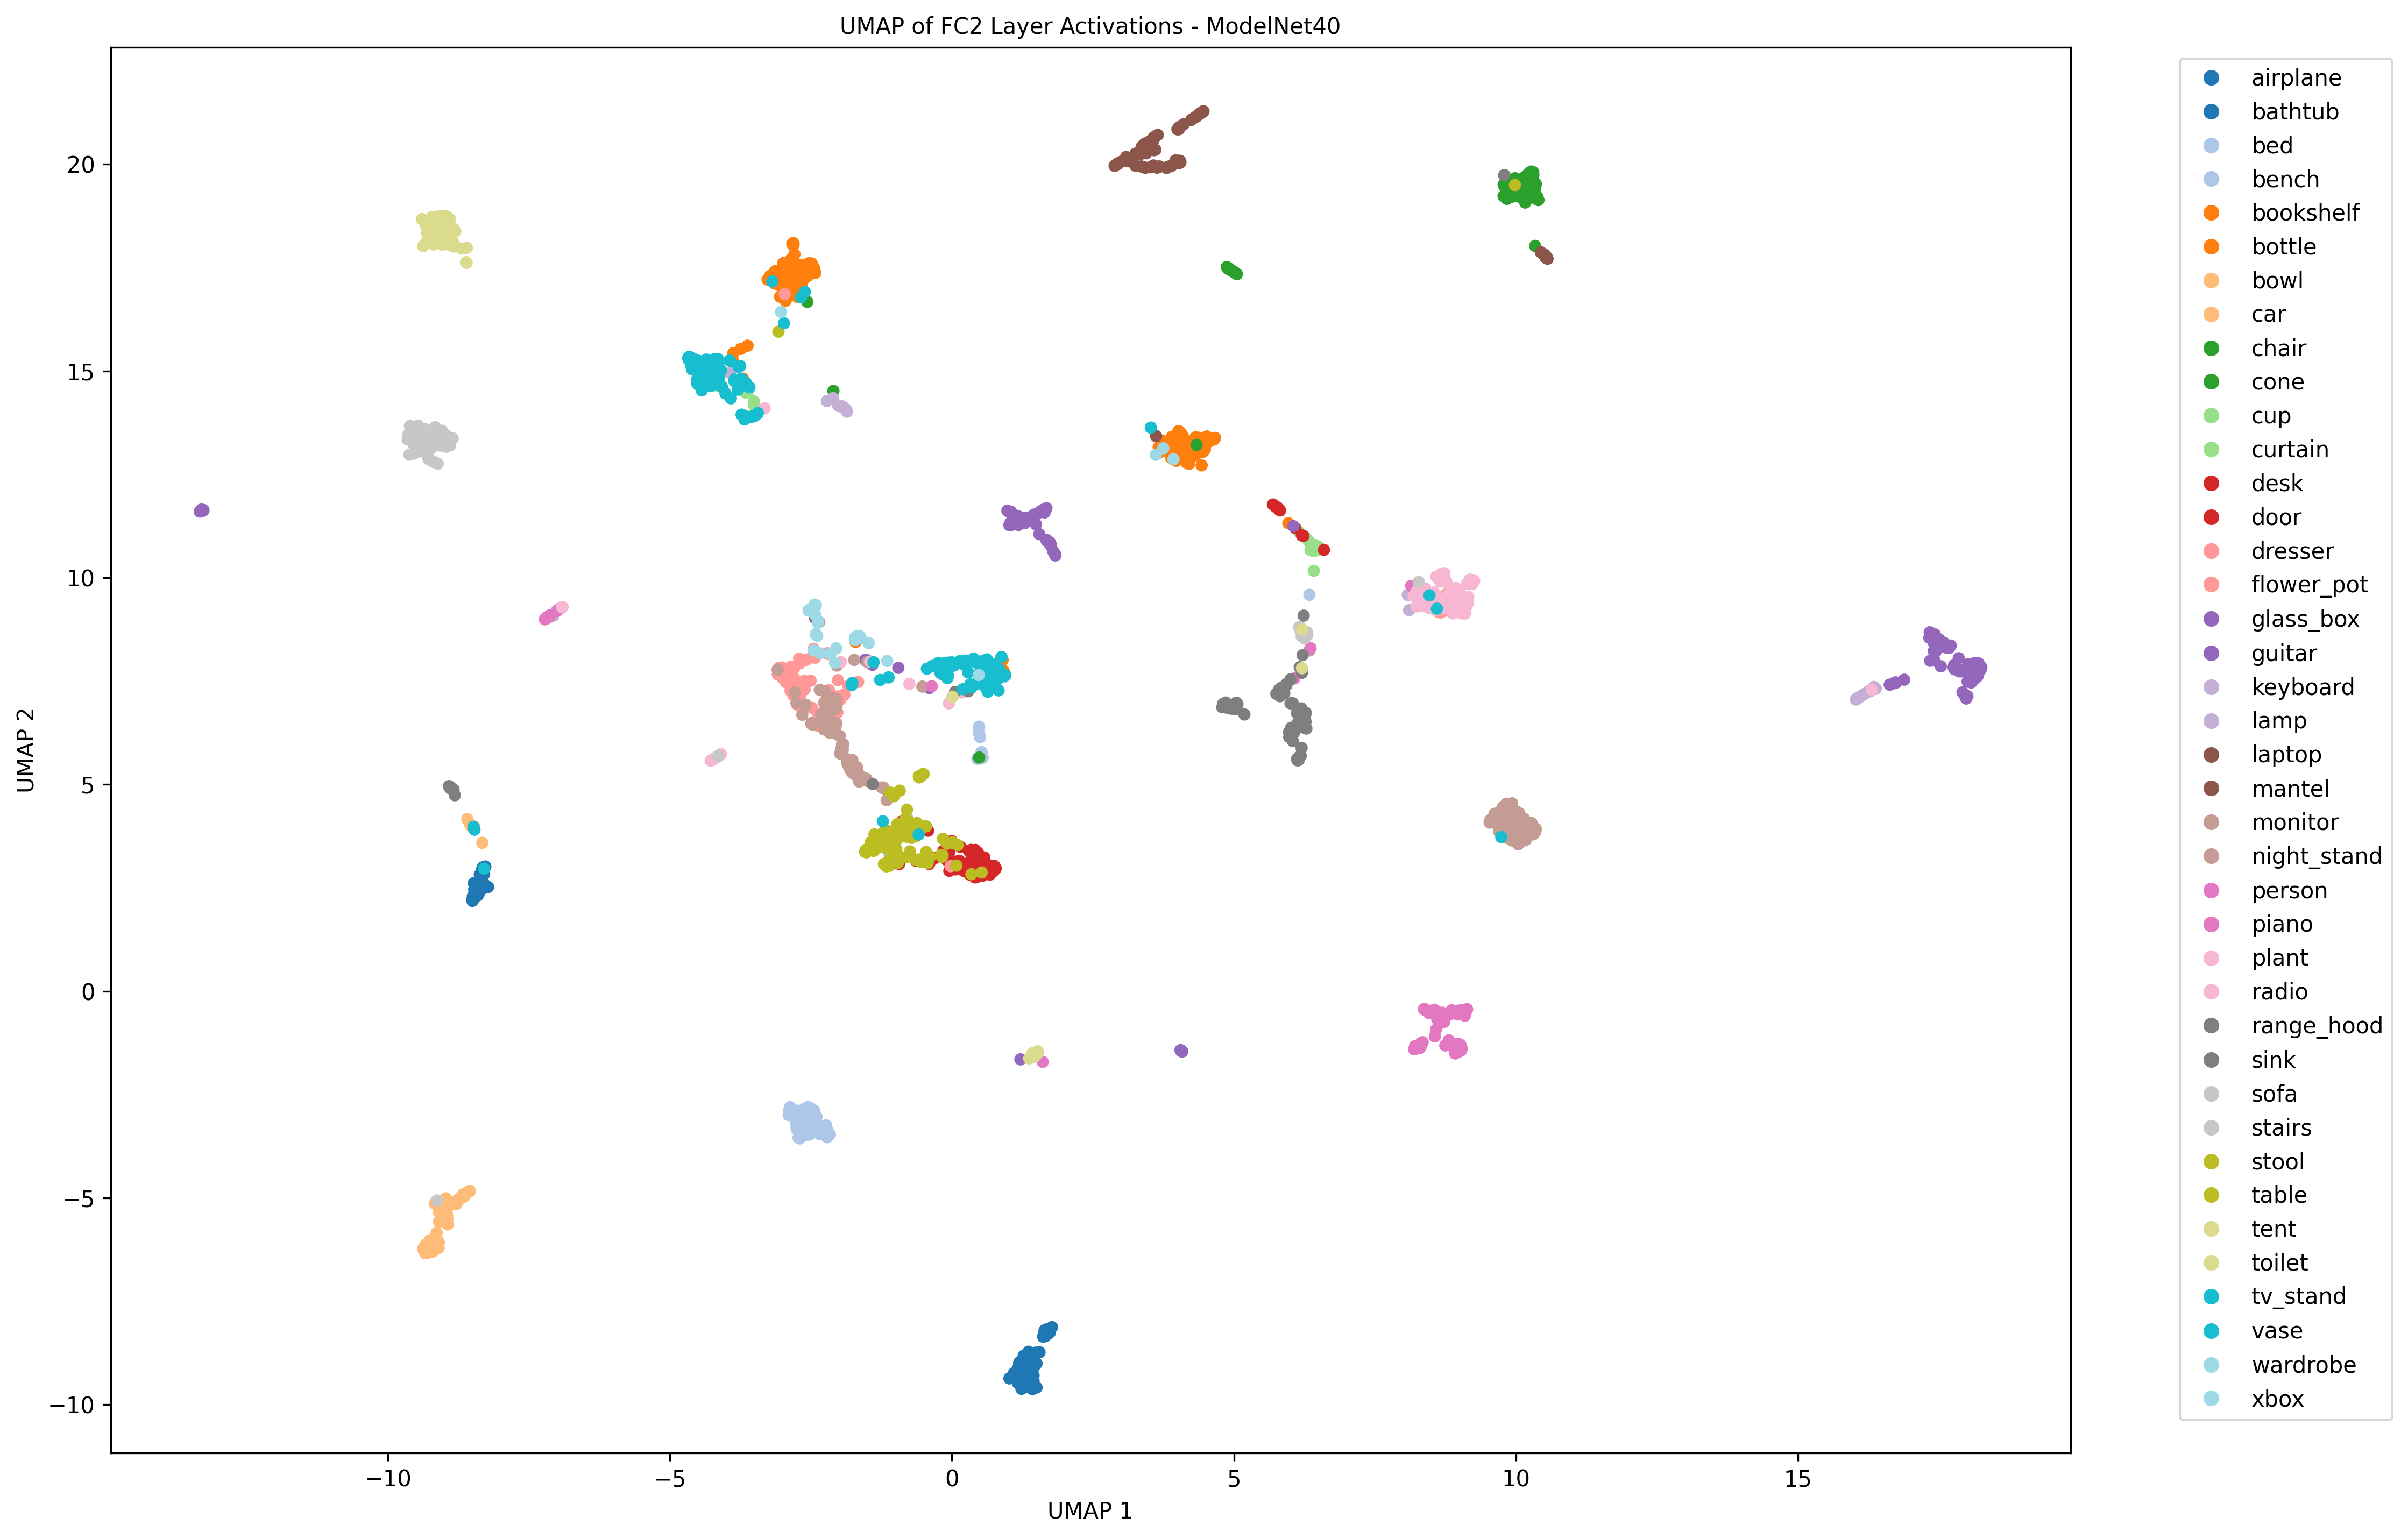 UMAP of FC2 Layer Activations - ModelNet40
20
15
10
5
0
−5
−10
UMAP 2
−10
−5
0
5
10
15
UMAP 1
airplane
bathtub
bed
bench
bookshelf
bottle
bowl
car
chair
cone
cup
curtain
desk
door
dresser
flower_pot
glass_box
guitar
keyboard
lamp
laptop
mantel
monitor
night_stand
person
piano
plant
radio
range_hood
sink
sofa
stairs
stool
table
tent
toilet
tv_stand
vase
wardrobe
xbox